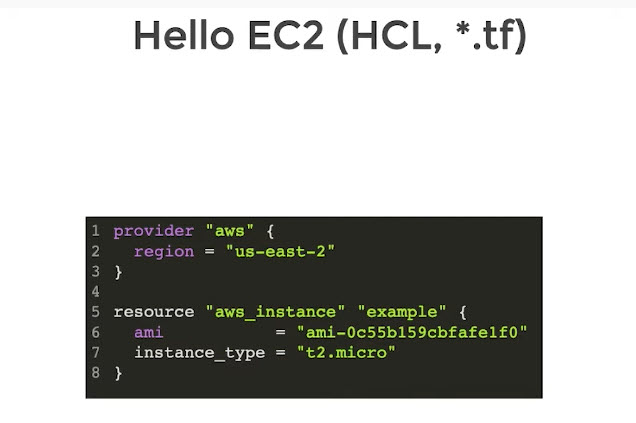 Hello EC2 (HCL, *.tf)
1 provider "aws" {
2   region = "us-east-2"
3 }
4
5 resource "aws_instance" "example" {
6   ami           = "ami-0c55b159cbfafe1f0"
7   instance_type = "t2.micro"
8 }